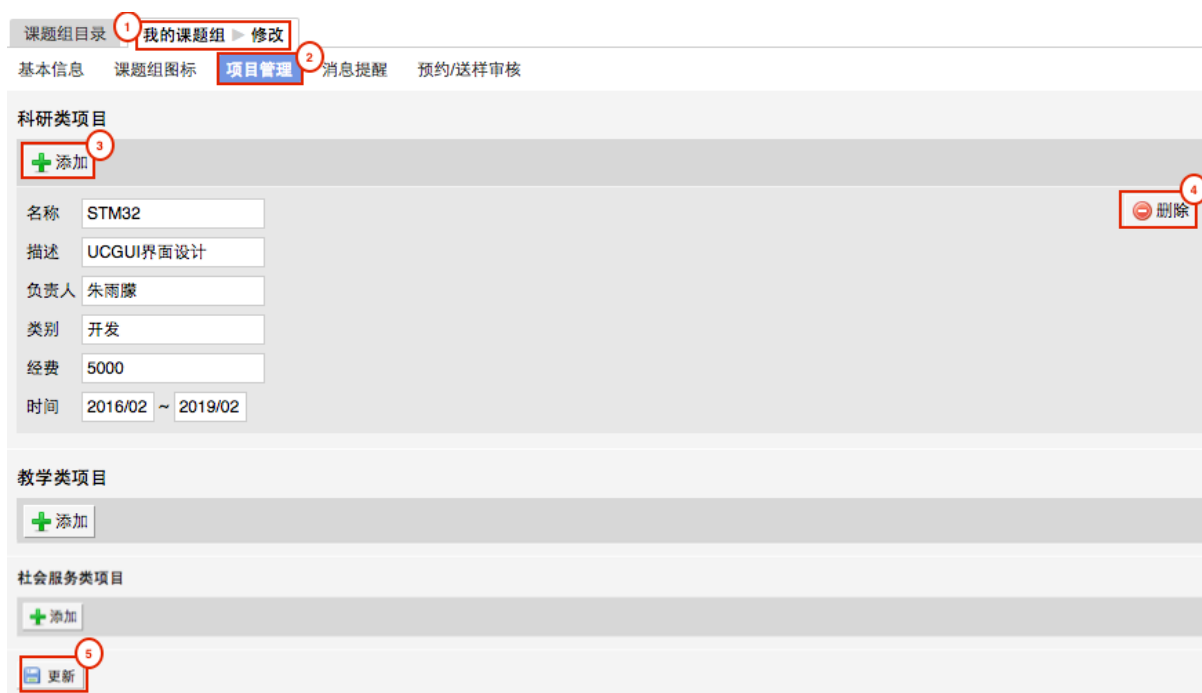 课题组目录 1 我的课题组 ▶ 修改
基本信息 课题组图标 项目管理 2 消息提醒 预约/送样审核
科研类项目
3
添加
4
名称 STM32 删除
描述 UCGUI界面设计
负责人 朱雨朦
类别 开发
经费 5000
时间 2016/02 ~ 2019/02
教学类项目
添加
社会服务类项目
添加
5
更新